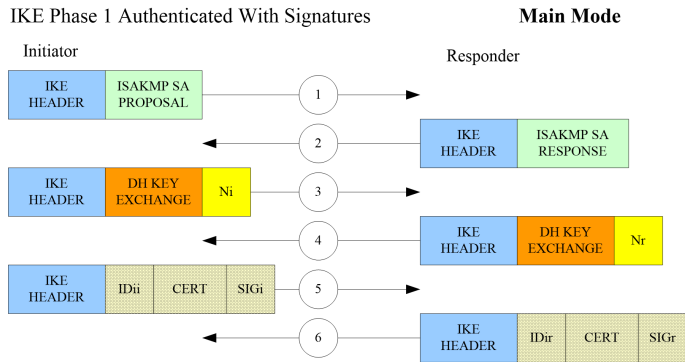 IKE Phase 1 Authenticated With Signatures
Main Mode
Initiator
Responder
IKE
HEADER
ISAKMP SA
PROPOSAL
1
2
IKE
HEADER
ISAKMP SA
RESPONSE
IKE
HEADER
DH KEY
EXCHANGE
Ni
3
4
IKE
HEADER
DH KEY
EXCHANGE
Nr
IKE
HEADER
IDii
CERT
SIGi
5
6
IKE
HEADER
IDir
CERT
SIGr